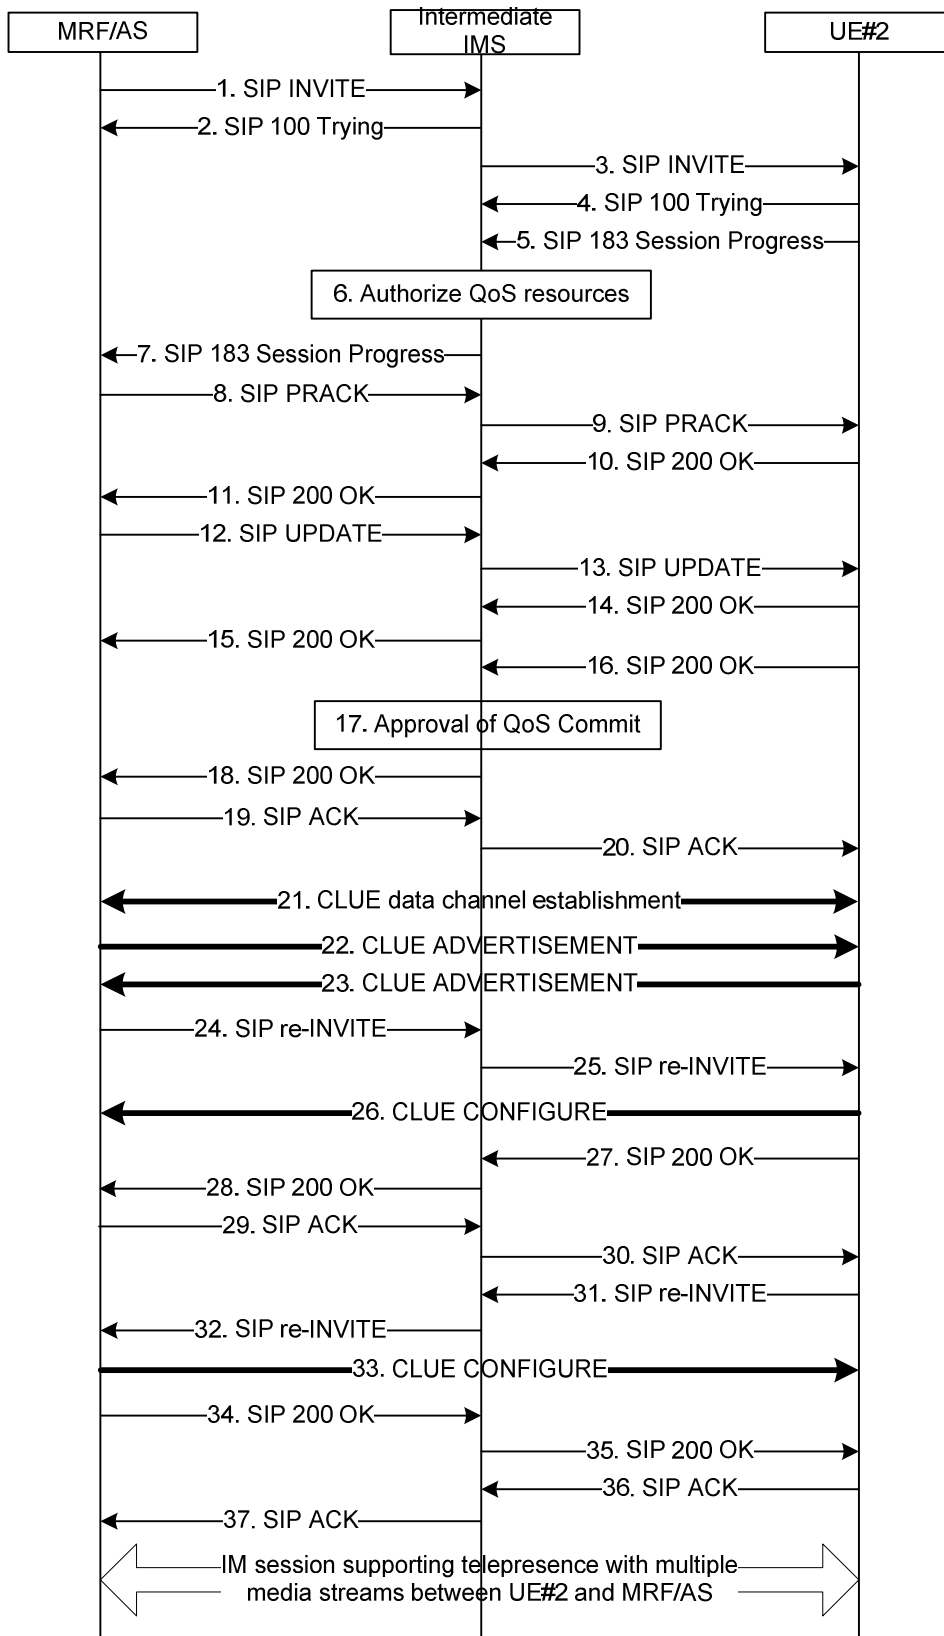 MRF/AS
Intermediate
IMS
UE#2
1. SIP INVITE
2. SIP 100 Trying
3. SIP INVITE
4. SIP 100 Trying
5. SIP 183 Session Progress
6. Authorize QoS resources
7. SIP 183 Session Progress
8. SIP PRACK
9. SIP PRACK
10. SIP 200 OK
11. SIP 200 OK
12. SIP UPDATE
13. SIP UPDATE
14. SIP 200 OK
15. SIP 200 OK
16. SIP 200 OK
17. Approval of QoS Commit
18. SIP 200 OK
19. SIP ACK
20. SIP ACK
21. CLUE data channel establishment
22. CLUE ADVERTISEMENT
23. CLUE ADVERTISEMENT
24. SIP re-INVITE
25. SIP re-INVITE
26. CLUE CONFIGURE
27. SIP 200 OK
28. SIP 200 OK
29. SIP ACK
30. SIP ACK
31. SIP re-INVITE
32. SIP re-INVITE
33. CLUE CONFIGURE
34. SIP 200 OK
35. SIP 200 OK
36. SIP ACK
37. SIP ACK
IM session supporting telepresence with multiple
media streams between UE#2 and MRF/AS